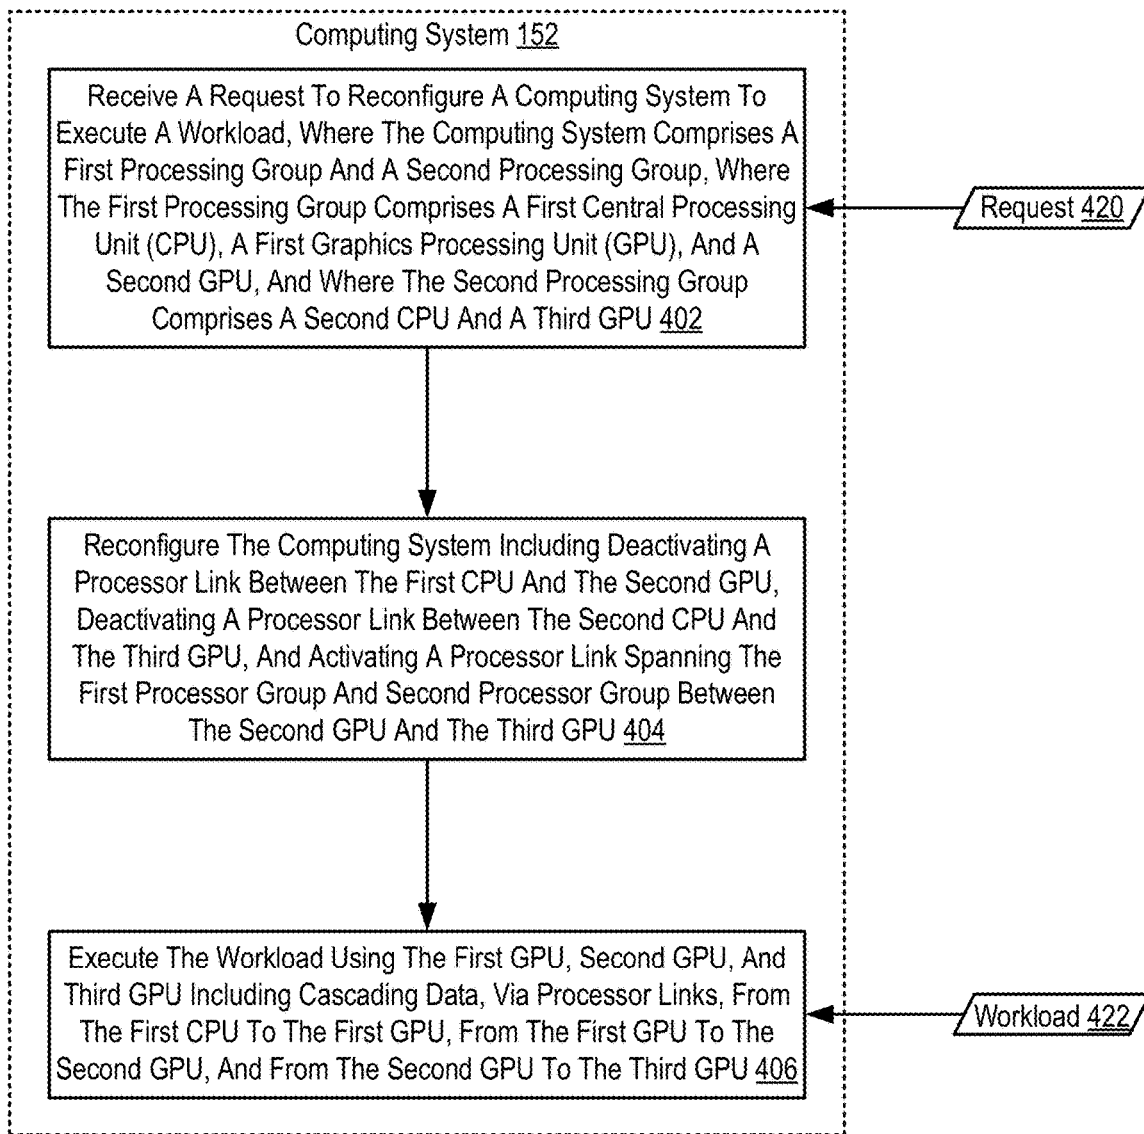 Computing System 152
Receive A Request To Reconfigure A Computing System To
Execute A Workload, Where The Computing System Comprises A
First Processing Group And A Second Processing Group, Where
The First Processing Group Comprises A First Central Processing
Unit (CPU), A First Graphics Processing Unit (GPU), And A
Second GPU, And Where The Second Processing Group
Comprises A Second CPU And A Third GPU 402
Request 420
Reconfigure The Computing System Including Deactivating A
Processor Link Between The First CPU And The Second GPU,
Deactivating A Processor Link Between The Second CPU And
The Third GPU, And Activating A Processor Link Spanning The
First Processor Group And Second Processor Group Between
The Second GPU And The Third GPU 404
Execute The Workload Using The First GPU, Second GPU, And
Third GPU Including Cascading Data, Via Processor Links, From
The First CPU To The First GPU, From The First GPU To The
Second GPU, And From The Second GPU To The Third GPU 406
Workload 422